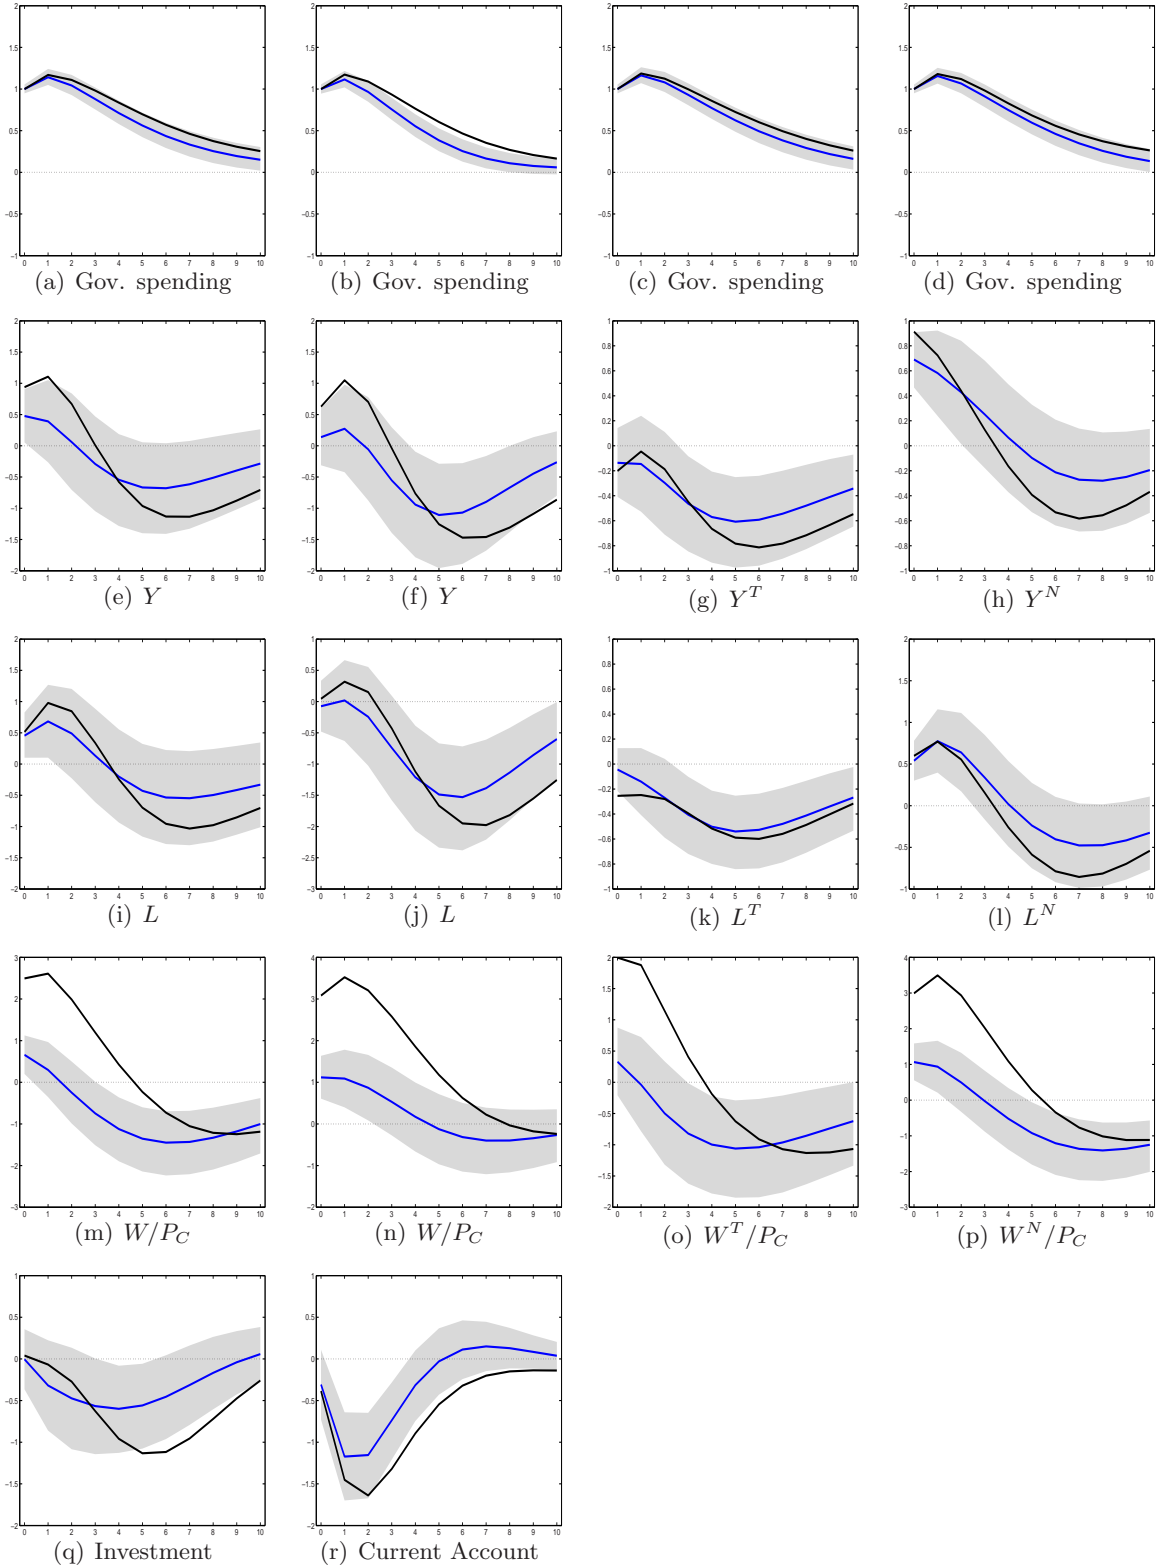 (a) Gov. spending
(b) Gov. spending
(c) Gov. spending
(d) Gov. spending
(e) Y
(f) Y
(g) Y^T
(h) Y^N
(i) L
(j) L
(k) L^T
(l) L^N
(m) W/P_C
(n) W/P_C
(o) W^T/P_C
(p) W^N/P_C
(q) Investment
(r) Current Account